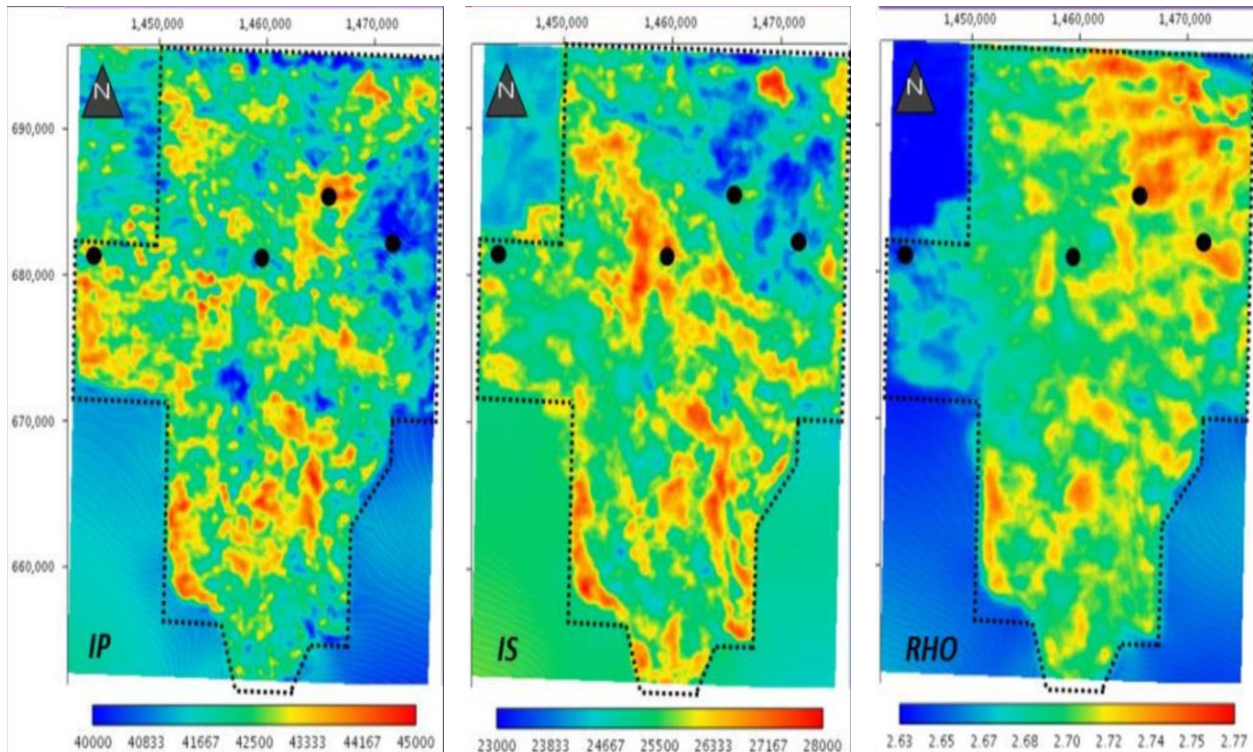 1,450,000 1,460,000 1,470,000
1,450,000 1,460,000 1,470,000
1,450,000 1,460,000 1,470,000
N
N
N
690,000
680,000
670,000
660,000
IP
IS
RHO
40000 40833 41667 42500 43333 44167 45000
23000 23833 24667 25500 26333 27167 28000
2.63 2.65 2.67 2.68 2.70 2.72 2.74 2.75 2.77